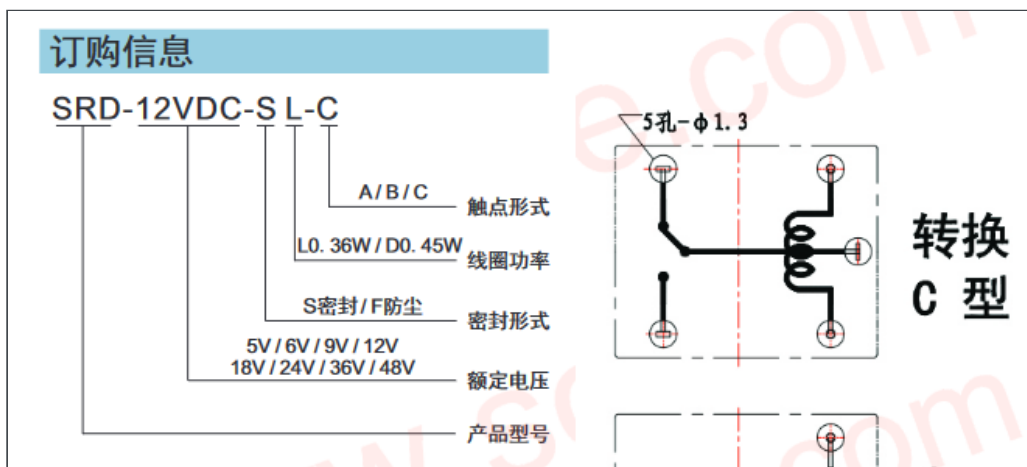 订购信息
SRD-12VDC-S L-C
A/B/C
触点形式
L0.36W/D0.45W
线圈功率
S密封/F防尘
密封形式
5V/6V/9V/12V
18V/24V/36V/48V
额定电压
产品型号
5孔-φ1.3
转换
C 型